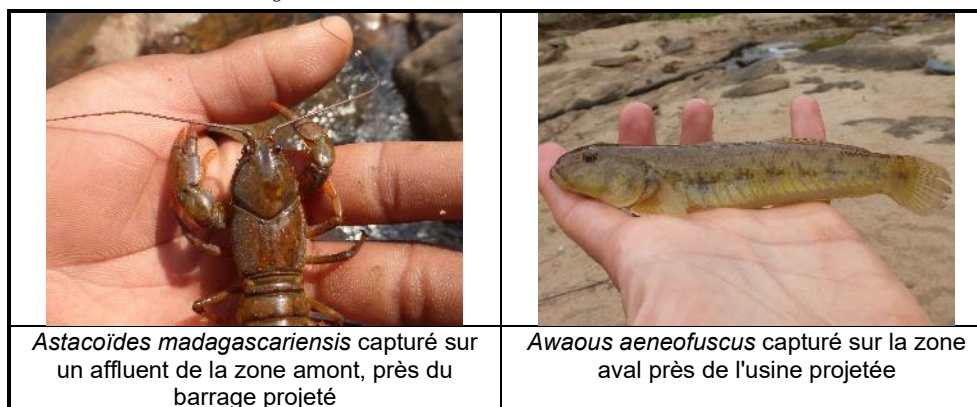 Astacoïdes madagascariensis capturé sur
un affluent de la zone amont, près du
barrage projeté
Awaous aeneofuscus capturé sur la zone
aval près de l'usine projetée